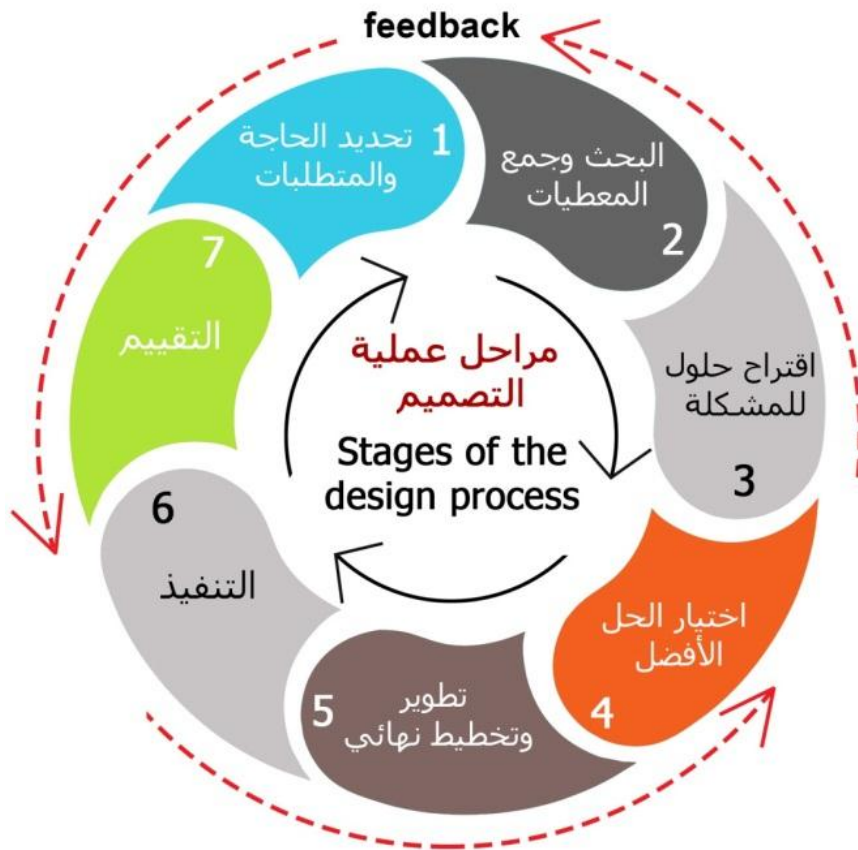 feedback
1
تحديد الحاجة
والمتطلبات
البحث وجمع
المعطيات
2
اقتراح حلول
للمشكلة
3
اختيار الحل
الأفضل
4
تطوير
وتخطيط نهائي
5
6
التنفيذ
7
التقييم
مراحل عملية
التصميم
Stages of the
design process